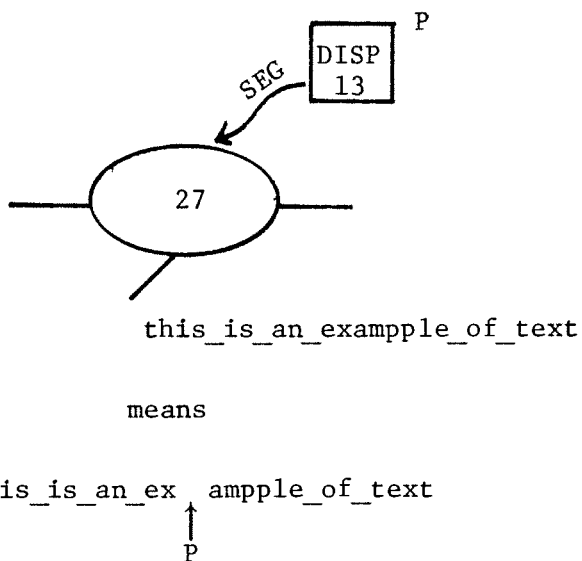 P
DISP
13
SEG
27
this_is_an_exampple_of_text
means
is_is_an_ex ampple_of_text
P